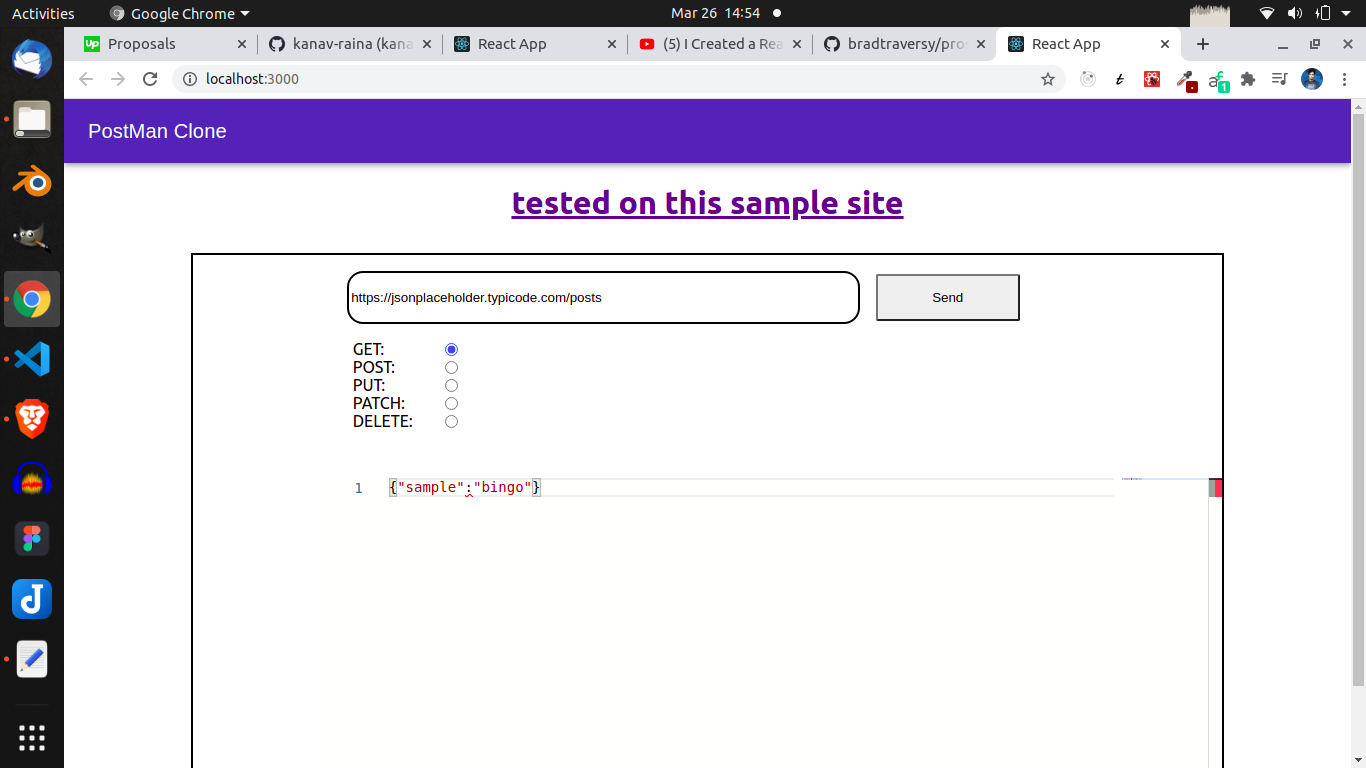 Activities
Google Chrome
Mar 26 14:54
Up
Proposals
kanav-raina (kana
React App
(5) I Created a Rea
bradtraversy/pro
React App
localhost:3000
1
PostMan Clone
tested on this sample site
https://jsonplaceholder.typicode.com/posts
Send
GET:
POST:
PUT:
PATCH:
DELETE:
1 {"sample":"bingo"}